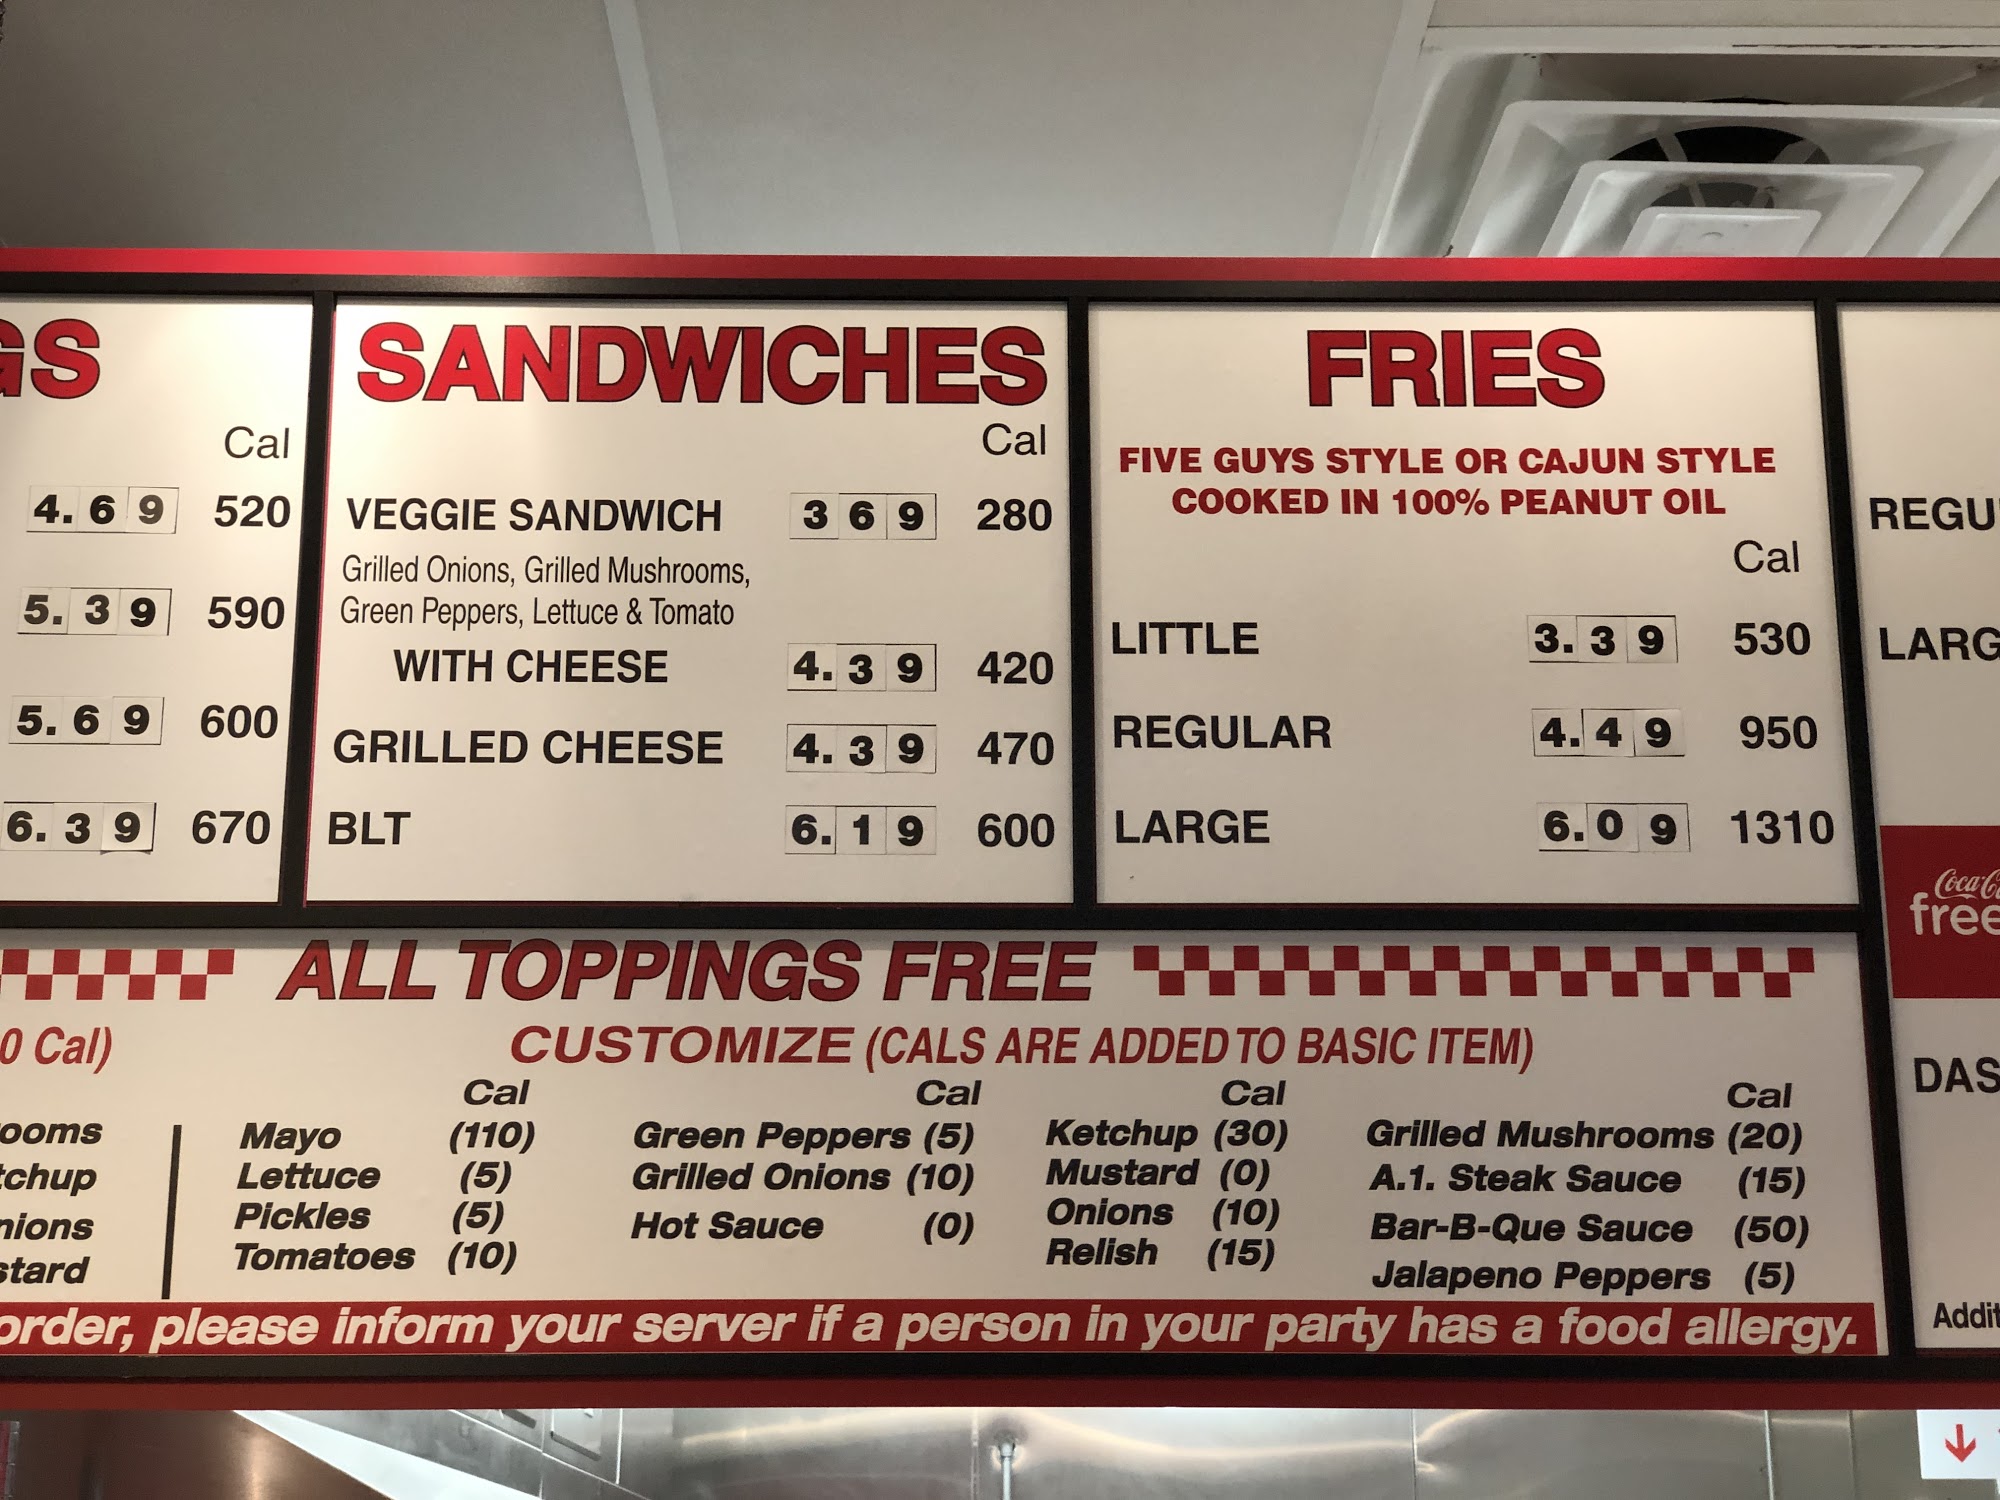 GS
Cal
4.69 520
5.39 590
5.69 600
6.39 670
SANDWICHES
Cal
VEGGIE SANDWICH 369 280
Grilled Onions, Grilled Mushrooms,
Green Peppers, Lettuce & Tomato
WITH CHEESE 4.39 420
GRILLED CHEESE 4.39 470
BLT 6.19 600
FRIES
FIVE GUYS STYLE OR CAJUN STYLE
COOKED IN 100% PEANUT OIL
Cal
LITTLE 3.39 530
REGULAR 4.49 950
LARGE 6.09 1310
REGU
LARG
Coca-C
free
DAS
Addit
ALL TOPPINGS FREE
0 Cal)
CUSTOMIZE (CALS ARE ADDED TO BASIC ITEM)
ooms
tchup
nions
stard
Cal
Mayo (110)
Lettuce (5)
Pickles (5)
Tomatoes (10)
Cal
Green Peppers (5)
Grilled Onions (10)
Hot Sauce (0)
Cal
Ketchup (30)
Mustard (0)
Onions (10)
Relish (15)
Cal
Grilled Mushrooms (20)
A.1. Steak Sauce (15)
Bar-B-Que Sauce (50)
Jalapeno Peppers (5)
order, please inform your server if a person in your party has a food allergy.